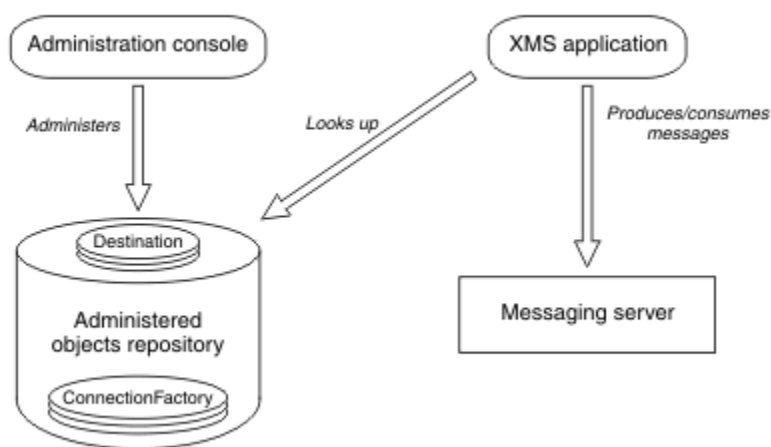 Administration console
XMS application
Administers
Looks up
Produces/consumes
messages
Destination
Administered
objects repository
ConnectionFactory
Messaging server